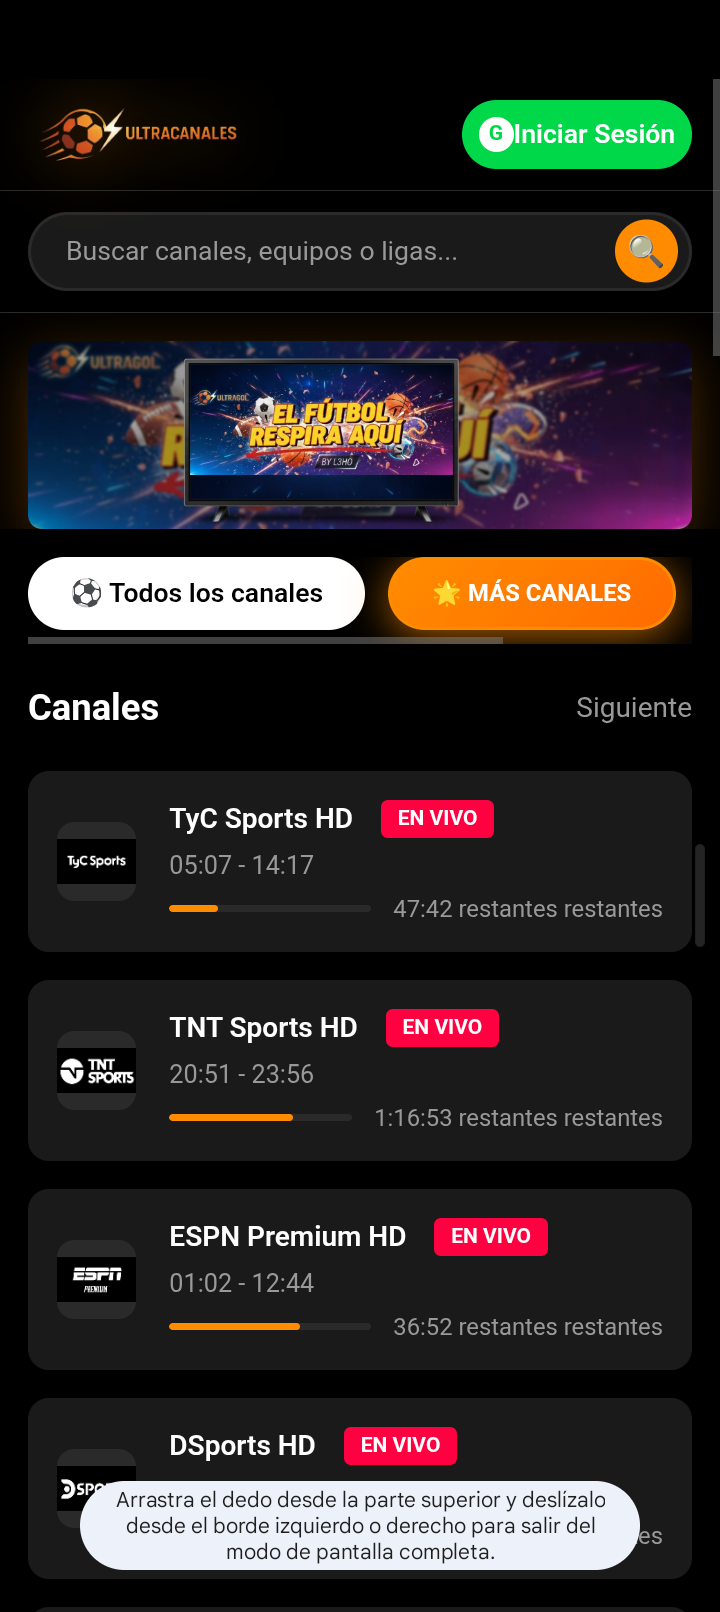 ULTRACANALES
G Iniciar Sesión
Buscar canales, equipos o ligas...
ULTRAGOL
ULTRAGOL
EL FÚTBOL
RESPIRA AQUÍ
BY L3HO
Todos los canales
MÁS CANALES
Canales
Siguiente
TyC Sports HD
EN VIVO
TyC Sports
05:07 - 14:17
47:42 restantes restantes
TNT Sports HD
EN VIVO
TNT
SPORTS
20:51 - 23:56
1:16:53 restantes restantes
ESPN Premium HD
EN VIVO
ESPN
PREMIUM
01:02 - 12:44
36:52 restantes restantes
DSports HD
EN VIVO
Arrastra el dedo desde la parte superior y deslízalo
desde el borde izquierdo o derecho para salir del
modo de pantalla completa.